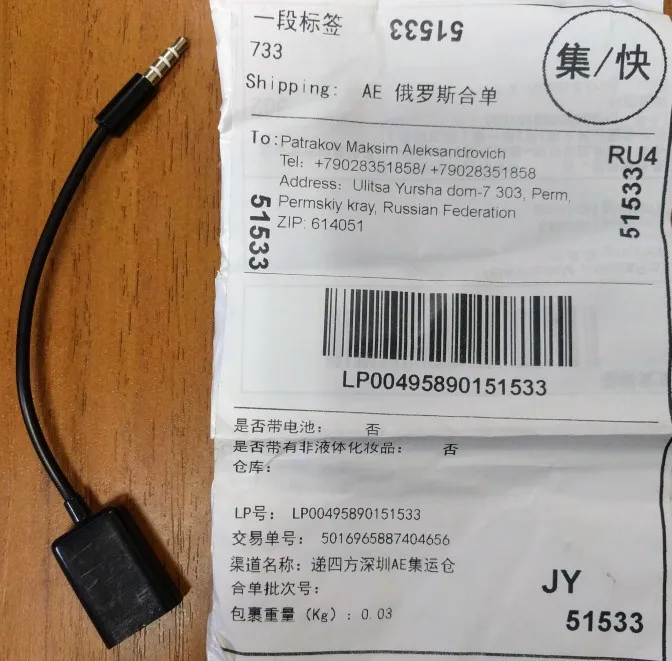 一段标签
51533
733
集/快
Shipping: AE 俄罗斯合单
To: Patrakov Maksim Aleksandrovich
Tel: +79028351858/ +79028351858
Address: Ulitsa Yursha dom-7 303, Perm,
Permskiy kray, Russian Federation
ZIP: 614051
RU4
51533
51533
LP00495890151533
是否带电池： 否
是否带有非液体化妆品： 否
仓库：
LP号： LP00495890151533
交易单号： 5016965887404656
渠道名称：递四方深圳AE集运仓
合单批次号：
包裹重量（Kg）：0.03
JY
51533